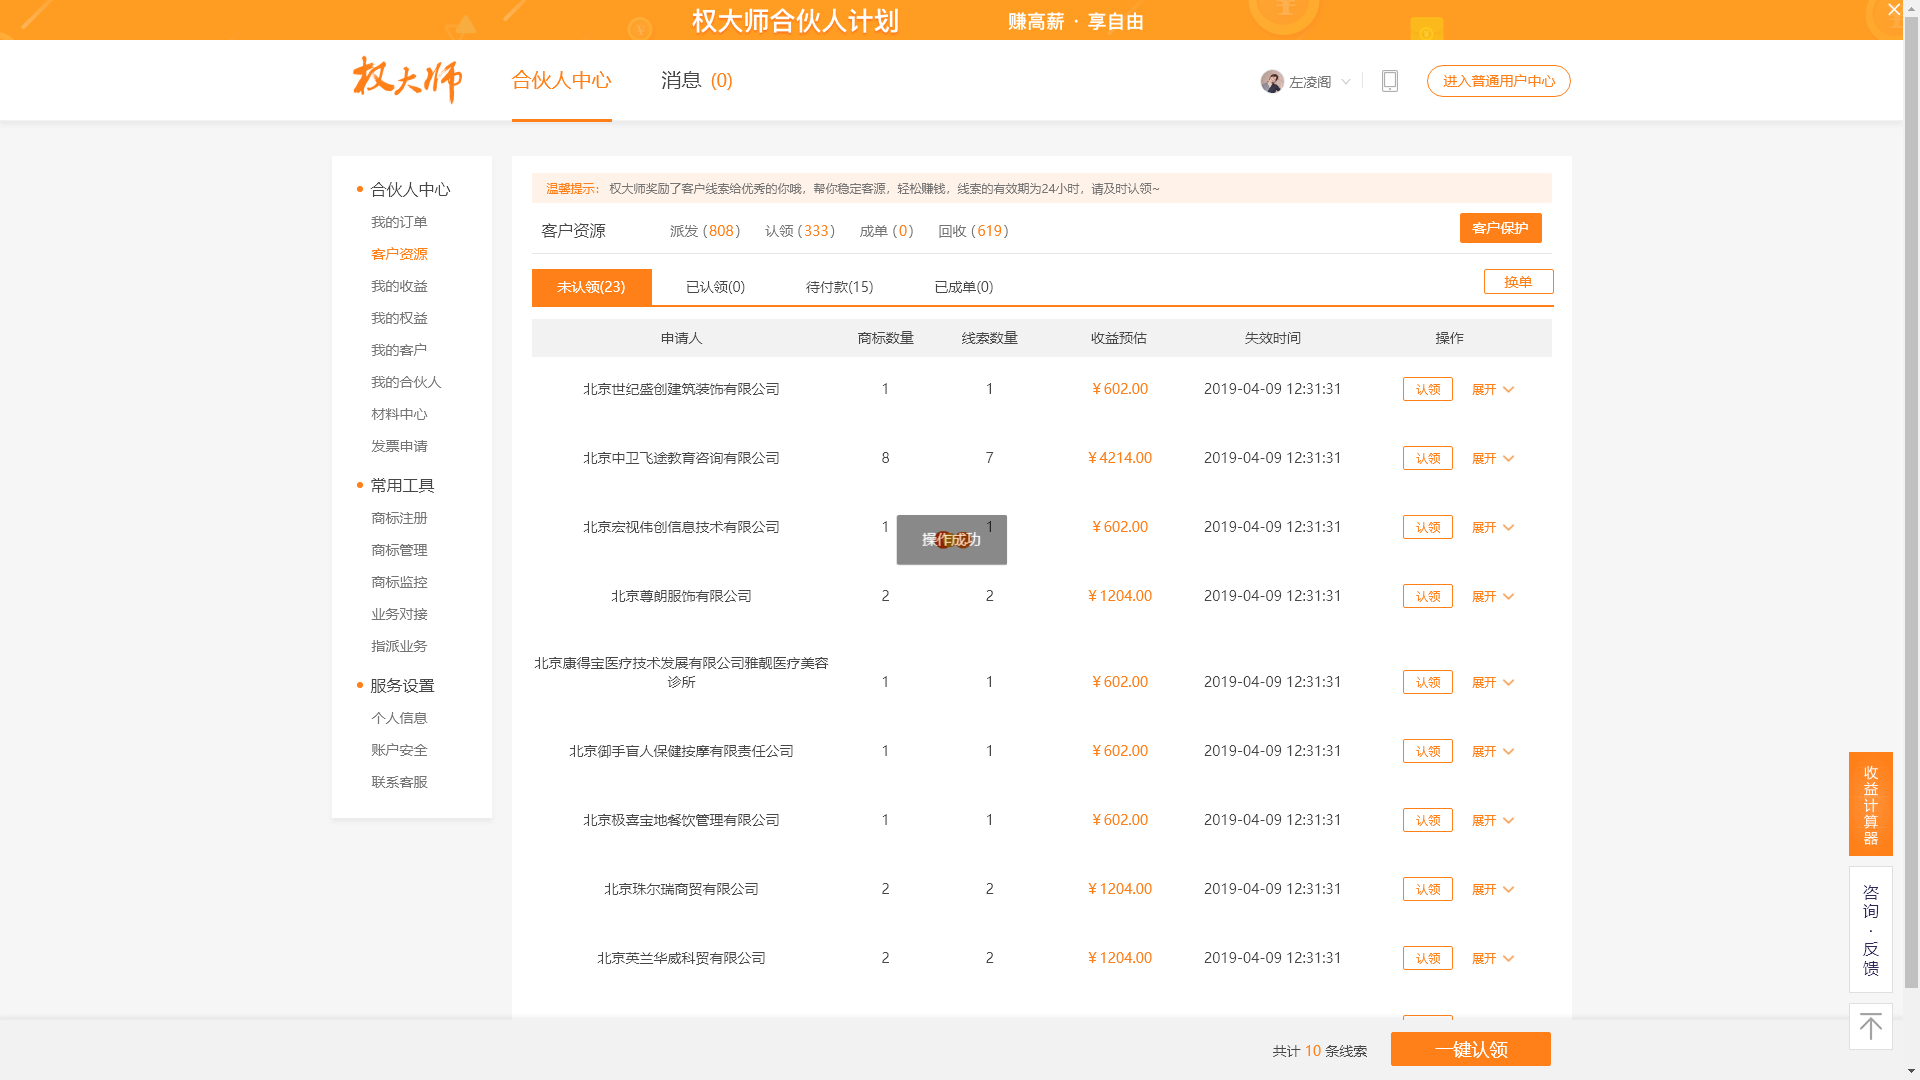 权大师合伙人计划 赚高薪 · 享自由
权大师 合伙人中心 消息 (0) 左凌阁 进入普通用户中心
合伙人中心
我的订单
客户资源
我的收益
我的权益
我的客户
我的合伙人
材料中心
发票申请
常用工具
商标注册
商标管理
商标监控
业务对接
指派业务
服务设置
个人信息
账户安全
联系客服
温馨提示： 权大师奖励了客户线索给优秀的你哦，帮你稳定客源，轻松赚钱，线索的有效期为24小时，请及时认领~
客户资源 派发 (808) 认领 (333) 成单 (0) 回收 (619) 客户保护
未认领(23) 已认领(0) 待付款(15) 已成单(0) 换单
申请人 商标数量 线索数量 收益预估 失效时间 操作
北京世纪盛创建筑装饰有限公司 1 1 ¥602.00 2019-04-09 12:31:31 认领 展开
北京中卫飞途教育咨询有限公司 8 7 ¥4214.00 2019-04-09 12:31:31 认领 展开
北京宏视伟创信息技术有限公司 1 1 ¥602.00 2019-04-09 12:31:31 认领 展开
操作成功
北京尊朗服饰有限公司 2 2 ¥1204.00 2019-04-09 12:31:31 认领 展开
北京康得宝医疗技术发展有限公司雅靓医疗美容
诊所 1 1 ¥602.00 2019-04-09 12:31:31 认领 展开
北京御手盲人保健按摩有限责任公司 1 1 ¥602.00 2019-04-09 12:31:31 认领 展开
北京极喜宝地餐饮管理有限公司 1 1 ¥602.00 2019-04-09 12:31:31 认领 展开
北京珠尔瑞商贸有限公司 2 2 ¥1204.00 2019-04-09 12:31:31 认领 展开
北京英兰华威科贸有限公司 2 2 ¥1204.00 2019-04-09 12:31:31 认领 展开
共计 10 条线索 一键认领
收益计算器
咨询·反馈